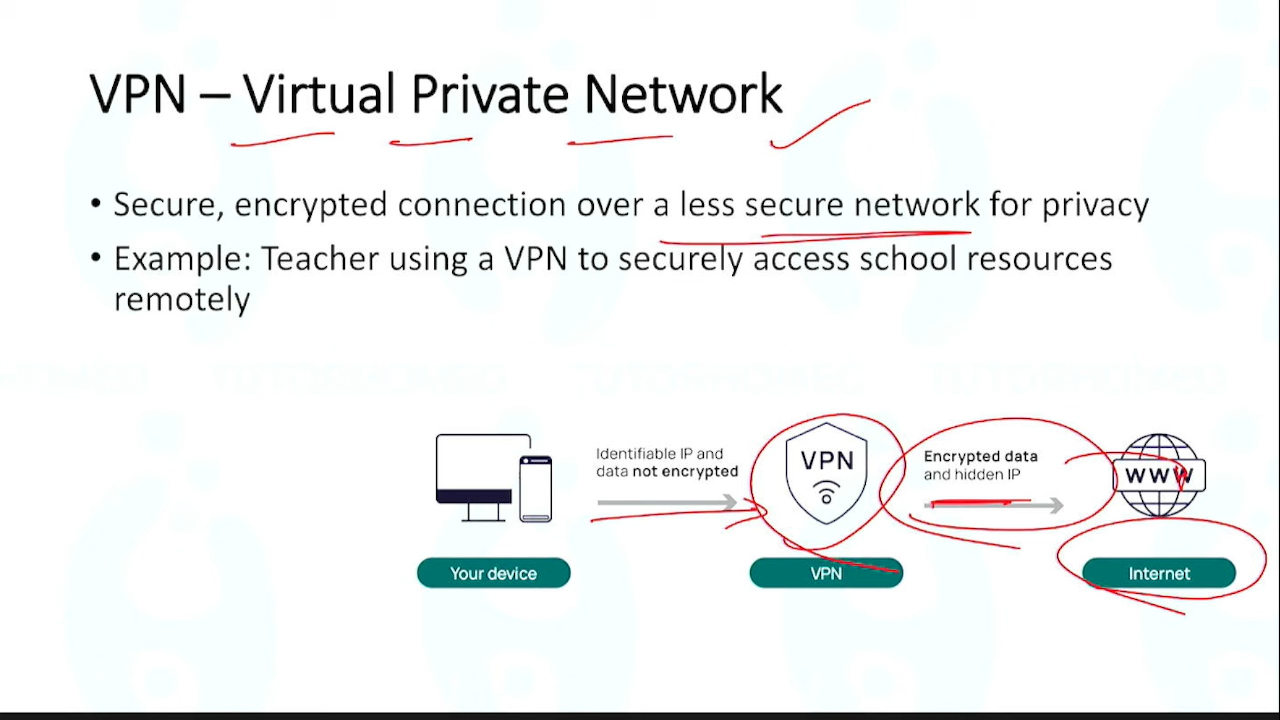 VPN – Virtual Private Network
• Secure, encrypted connection over a less secure network for privacy
• Example: Teacher using a VPN to securely access school resources
remotely
Identifiable IP and
data not encrypted
VPN
Encrypted data
and hidden IP
WWW
Your device
VPN
Internet